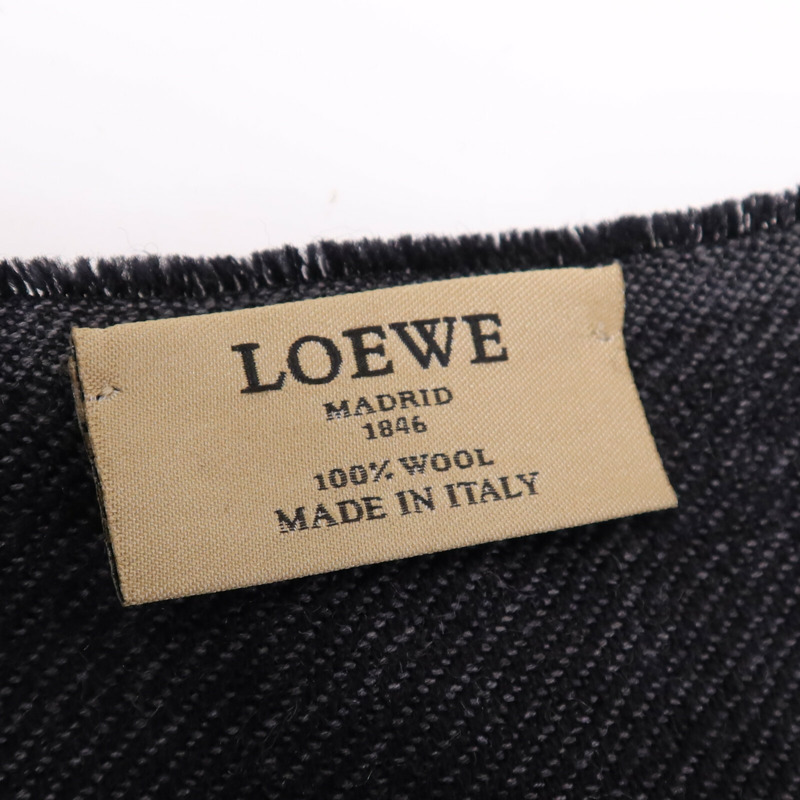 LOEWE
MADRID
1846
100% WOOL
MADE IN ITALY